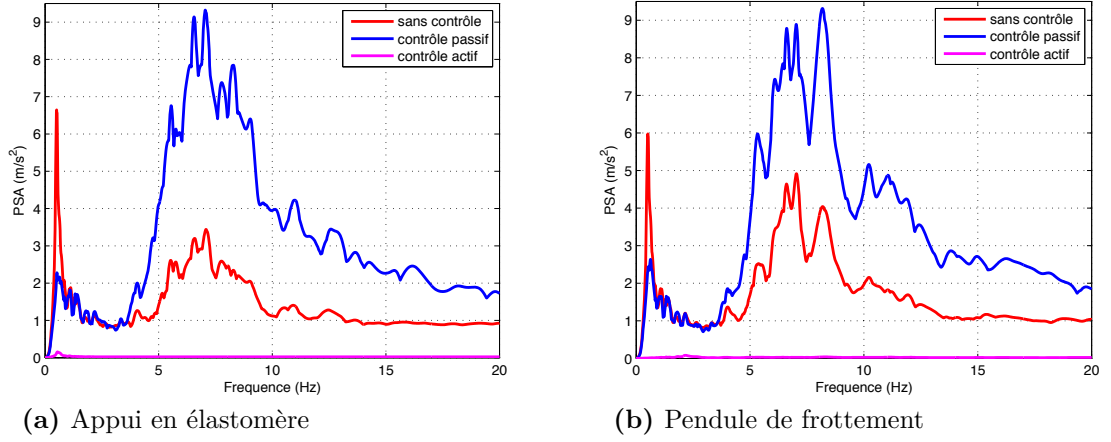 9
8
7
6
5
4
3
2
1
0
PSA (m/s²)
0
5
10
15
20
Frequence (Hz)
sans contrôle
contrôle passif
contrôle actif
(a) Appui en élastomère
9
8
7
6
5
4
3
2
1
0
PSA (m/s²)
0
5
10
15
20
Frequence (Hz)
sans contrôle
contrôle passif
contrôle actif
(b) Pendule de frottement